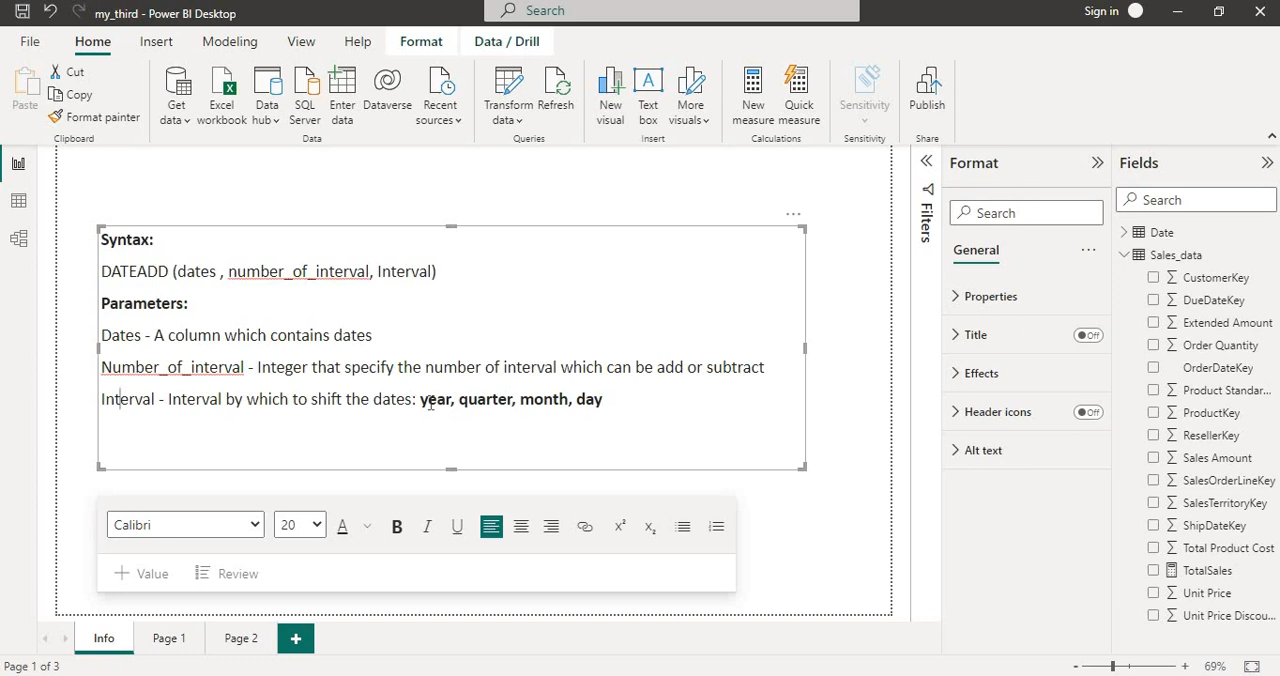 my_third - Power BI Desktop
Search
Sign in
File
Home
Insert
Modeling
View
Help
Format
Data / Drill
Paste
Cut
Copy
Format painter
Clipboard
Get data
Excel workbook
Data hub
SQL Server
Enter data
Dataverse
Recent sources
Data
Transform data
Refresh
Queries
New visual
Text box
More visuals
Insert
New measure
Quick measure
Calculations
Sensitivity
Sensitivity
Publish
Share
Syntax:
DATEADD (dates , number_of_interval, Interval)
Parameters:
Dates - A column which contains dates
Number_of_interval - Integer that specify the number of interval which can be add or subtract
Interval - Interval by which to shift the dates: year, quarter, month, day
Calibri
20
A
B
I
U
x²
x₂
Value
Review
Filters
Format
Search
General
Properties
Title
Off
Effects
Header icons
Off
Alt text
Fields
Search
Date
Sales_data
CustomerKey
DueDateKey
Extended Amount
Order Quantity
OrderDateKey
Product Standar...
ProductKey
ResellerKey
Sales Amount
SalesOrderLineKey
SalesTerritoryKey
ShipDateKey
Total Product Cost
TotalSales
Unit Price
Unit Price Discou...
Info
Page 1
Page 2
Page 1 of 3
69%